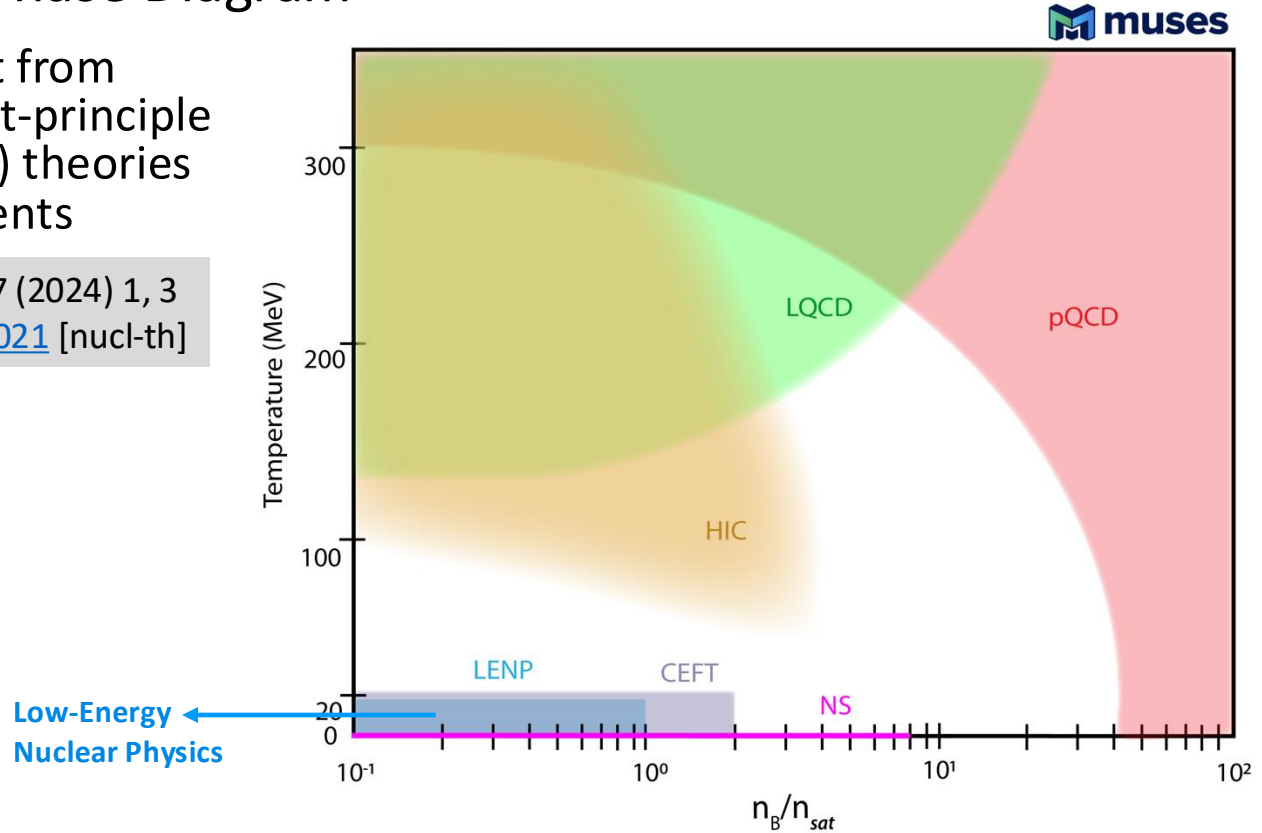 Diagram
muses
t from
t-principle
) theories
ents
7 (2024) 1, 3
021 [nucl-th]
Temperature (MeV)
300
200
100
20
0
LQCD
pQCD
HIC
LENP
CEFT
NS
Low-Energy
Nuclear Physics
10⁻¹
10⁰
10¹
10²
n_B/n_sat